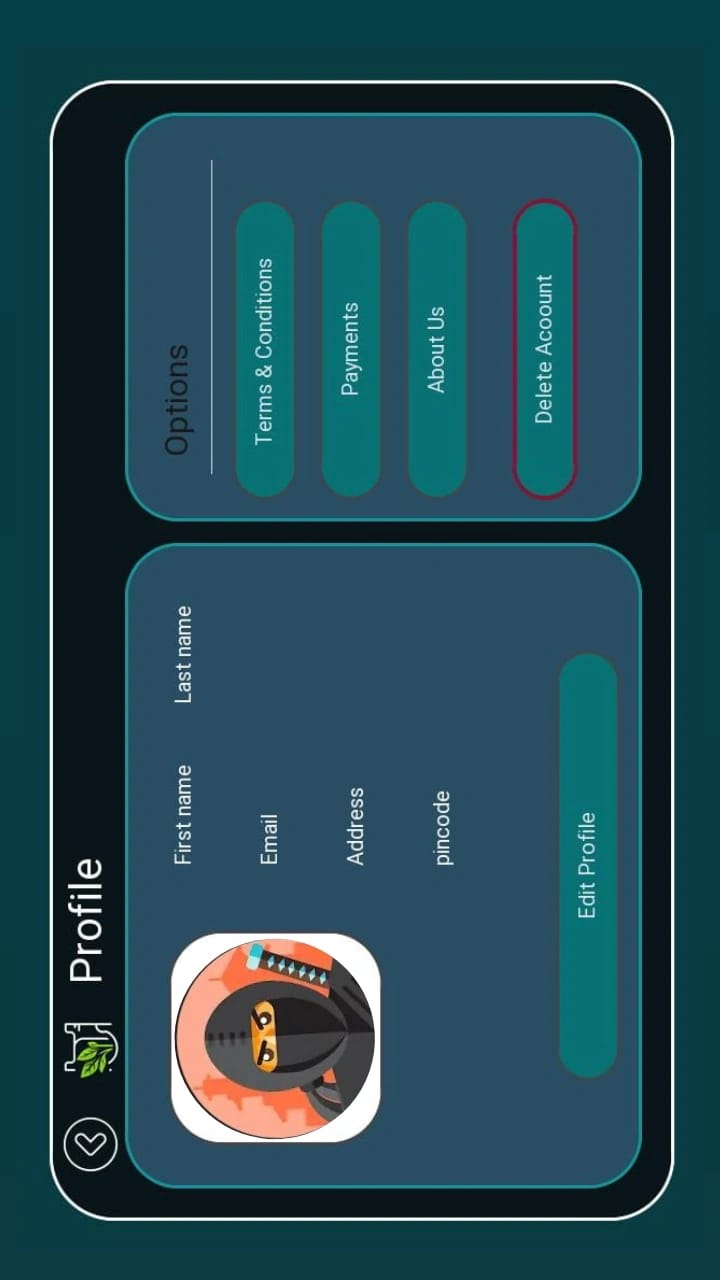 Profile
First name Last name
Email
Address
pincode
Edit Profile
Options
Terms & Conditions
Payments
About Us
Delete Acoount